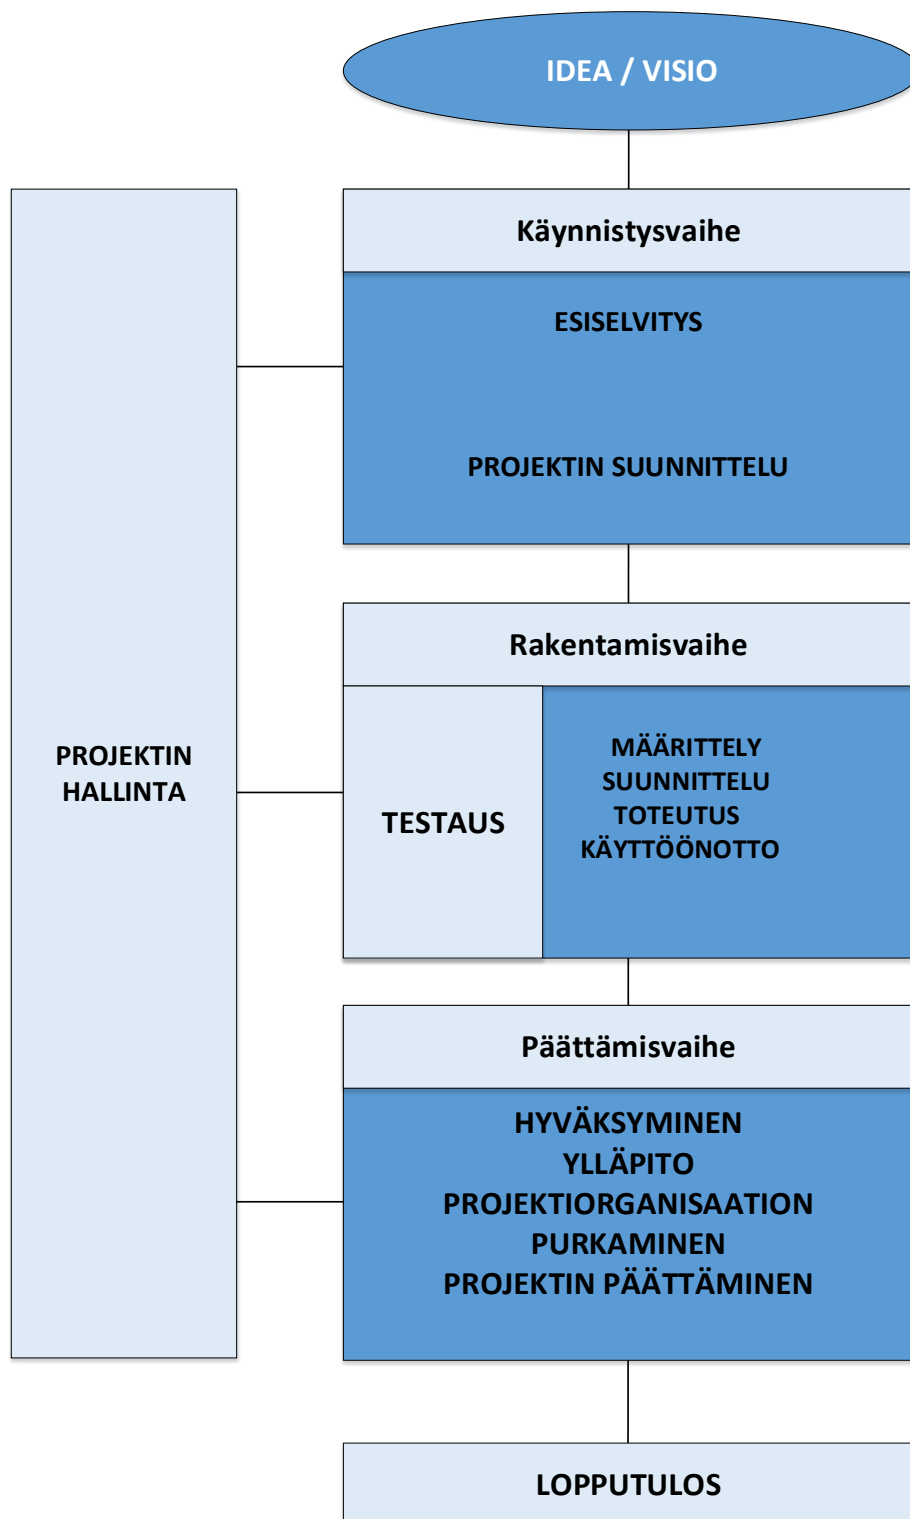 IDEA / VISIO
Käynnistysvaihe
ESISELVITYS
PROJEKTIN SUUNNITTELU
Rakentamisvaihe
PROJEKTIN
HALLINTA
TESTAUS
MÄÄRITTELY
SUUNNITTELU
TOTEUTUS
KÄYTTÖÖNOTTO
Päättämisvaihe
HYVÄKSYMINEN
YLLÄPITO
PROJEKTIORGANISAATION
PURKAMINEN
PROJEKTIN PÄÄTTÄMINEN
LOPPUTULOS